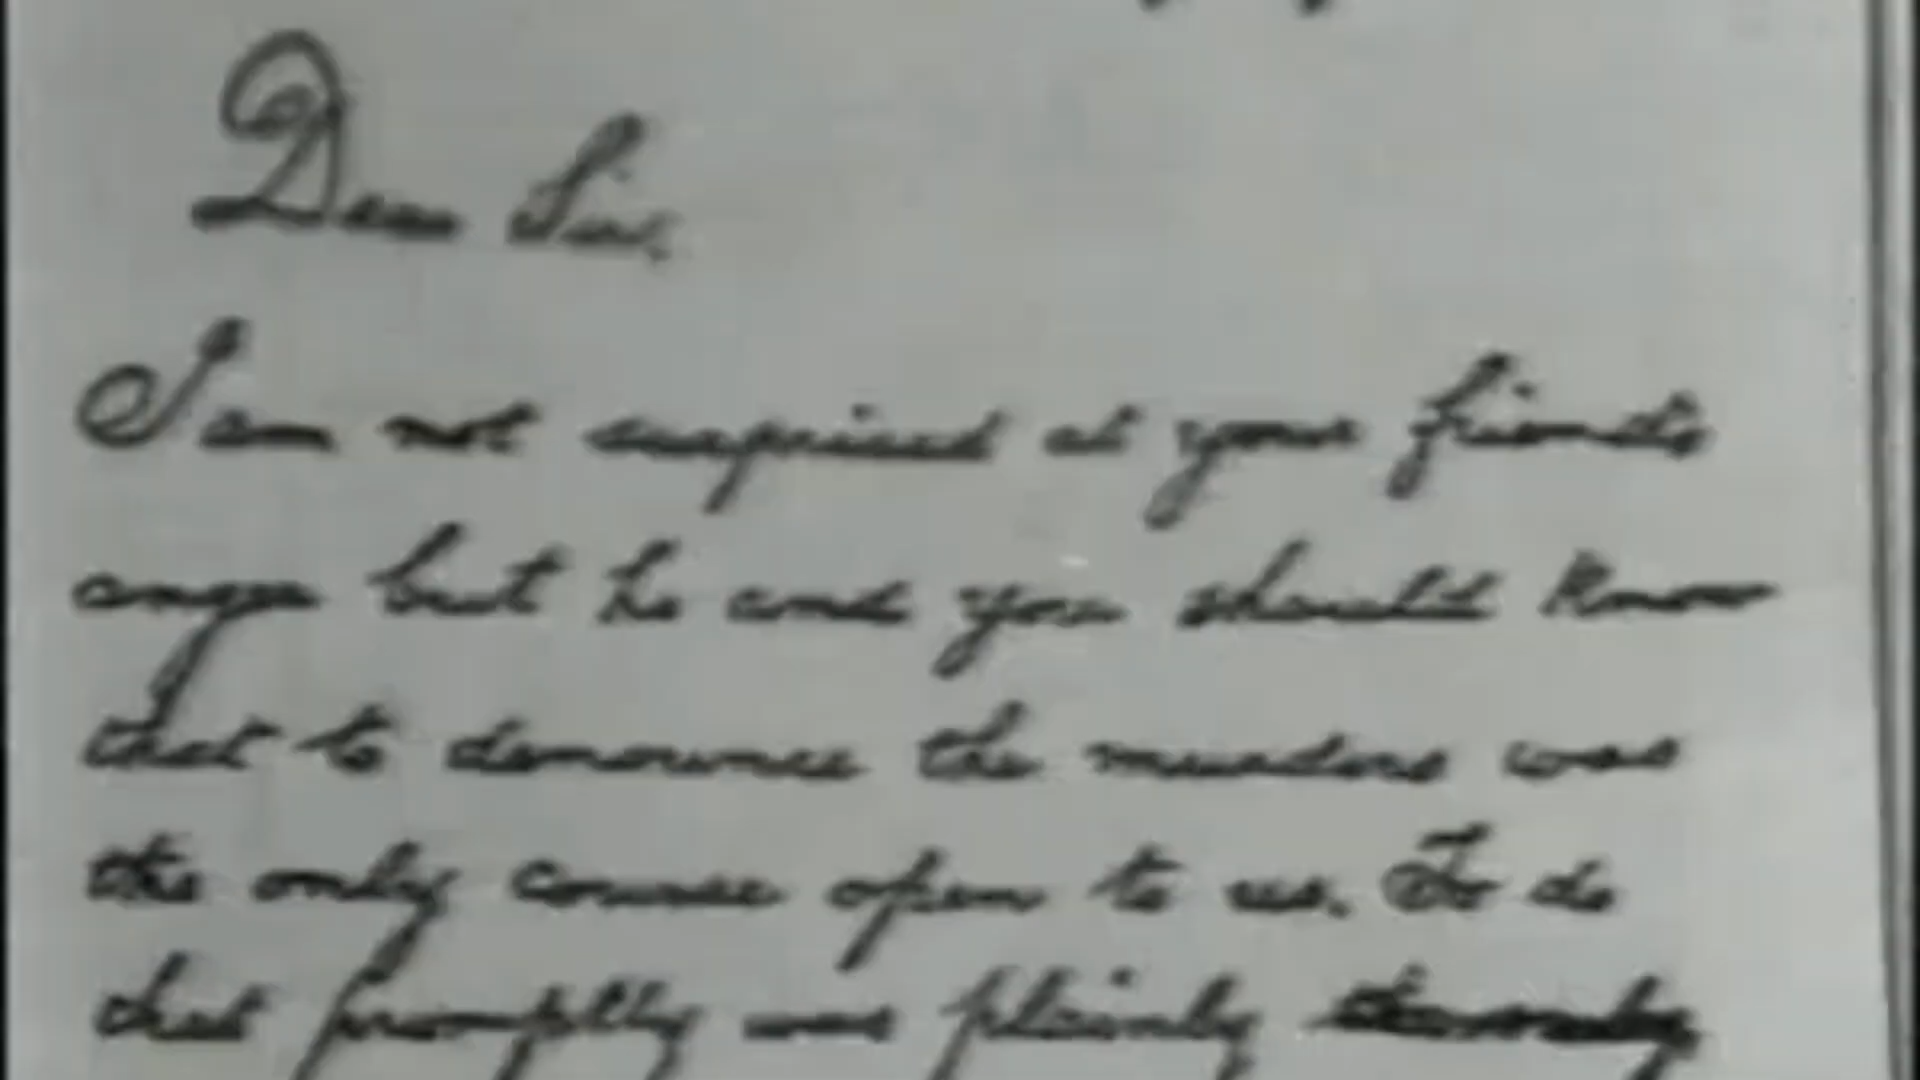 Dear Sir,
I am not surprised at your friends
anger but he and you should know
that to denounce the murders was
the only course open to us. To do
that promptly was plainly